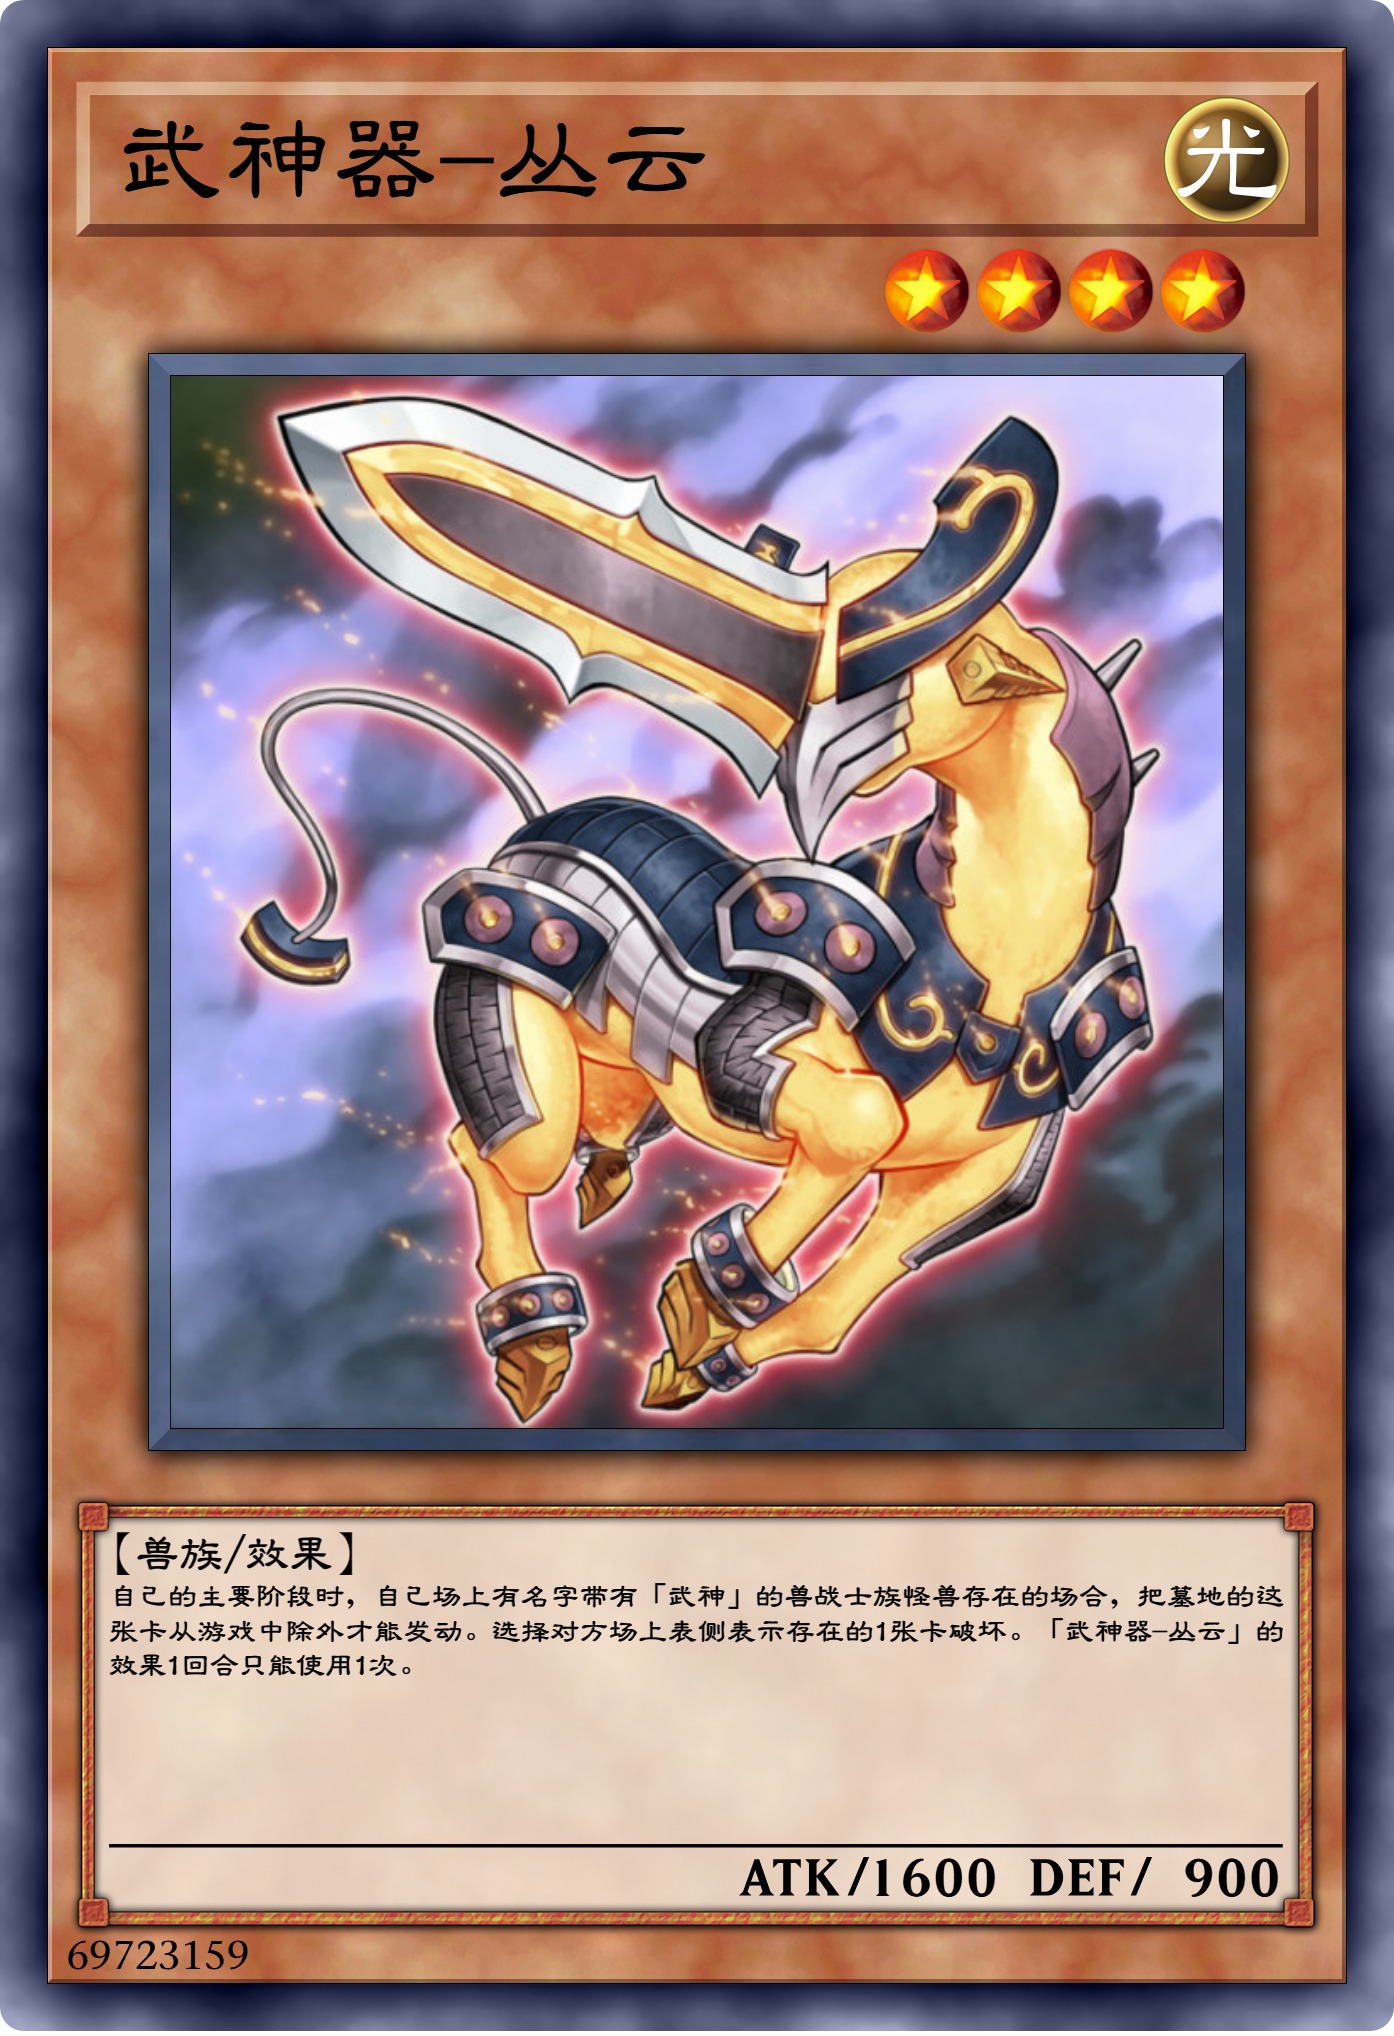 武神器-丛云
光
【兽族/效果】
自己的主要阶段时，自己场上有名字带有「武神」的兽战士族怪兽存在的场合，把墓地的这
张卡从游戏中除外才能发动。选择对方场上表侧表示存在的1张卡破坏。「武神器-丛云」的
效果1回合只能使用1次。
ATK/1600 DEF/ 900
69723159